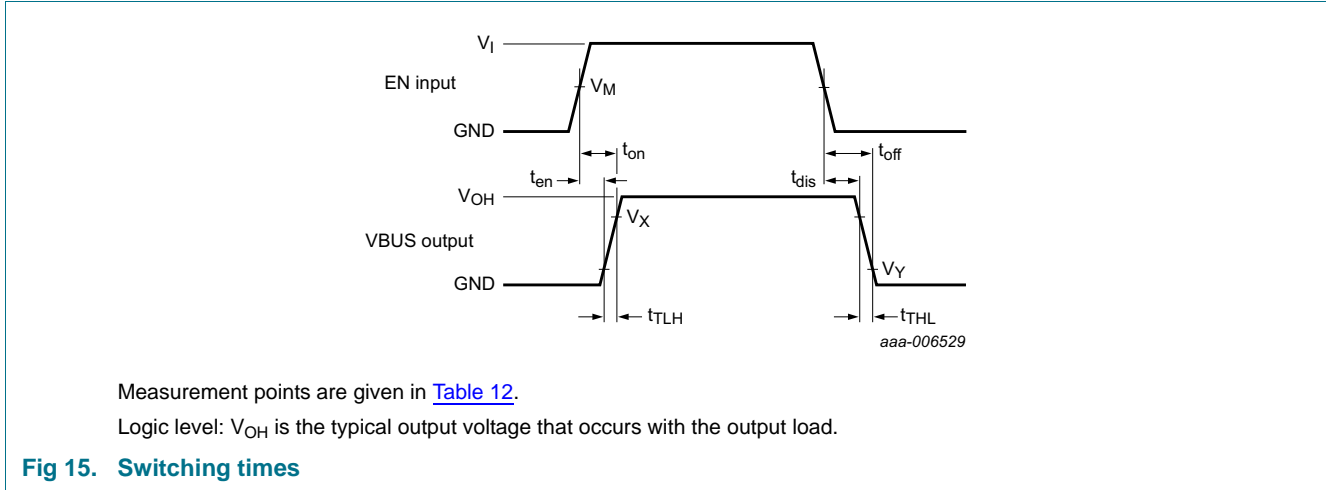 V_I
EN input
V_M
GND
t_on
t_off
t_en
t_dis
V_OH
V_X
VBUS output
V_Y
GND
t_TLH
t_THL
aaa-006529
Measurement points are given in Table 12.
Logic level: V_OH is the typical output voltage that occurs with the output load.
Fig 15. Switching times